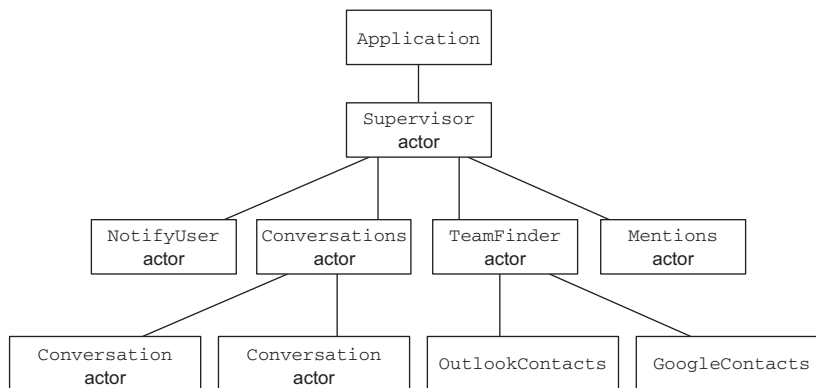 Application
Supervisor
actor
NotifyUser
actor
Conversations
actor
TeamFinder
actor
Mentions
actor
Conversation
actor
Conversation
actor
OutlookContacts
GoogleContacts